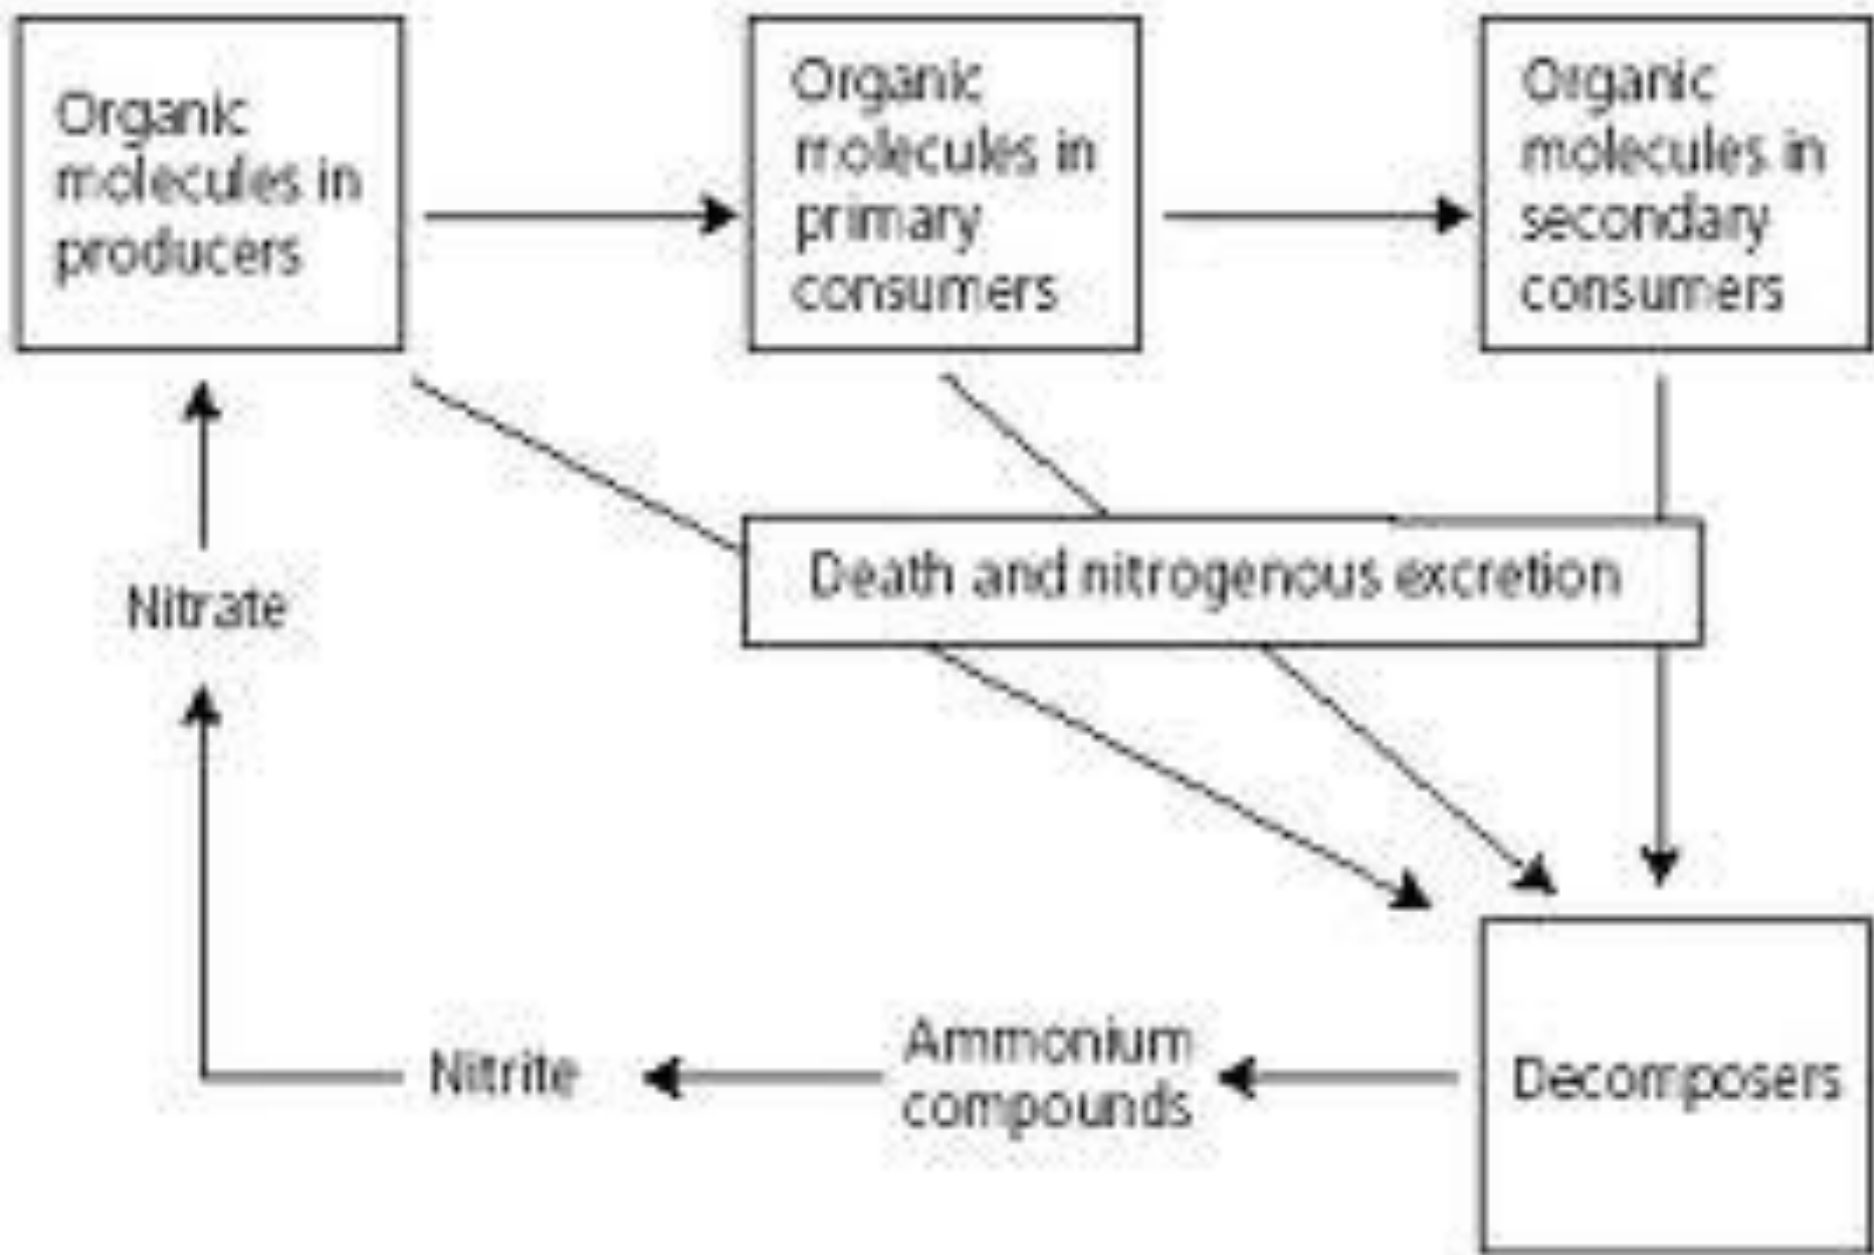 Organic
molecules in
producers
Organic
molecules in
primary
consumers
Organic
molecules in
secondary
consumers
Death and nitrogenous excretion
Nitrate
Nitrite
Ammonium
compounds
Decomposers